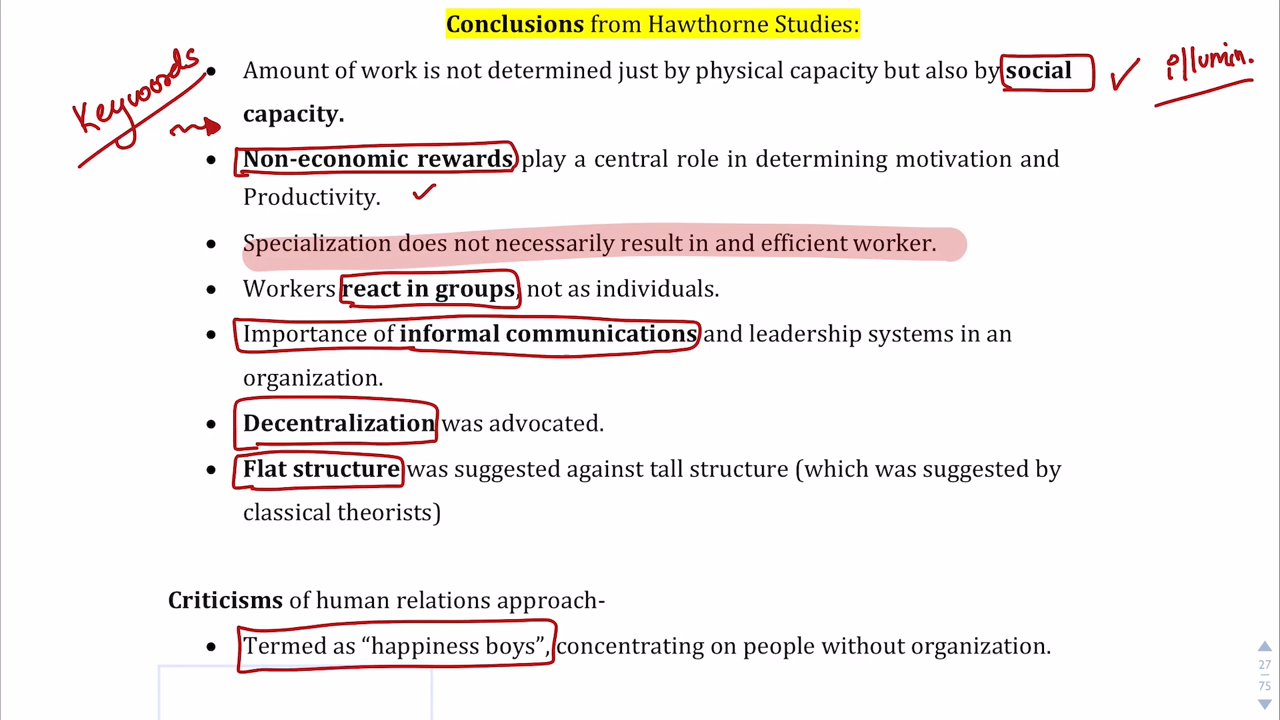 Conclusions from Hawthorne Studies:
Keywords
• Amount of work is not determined just by physical capacity but also by social
illumin.
capacity.
• Non-economic rewards play a central role in determining motivation and
Productivity.
• Specialization does not necessarily result in and efficient worker.
• Workers react in groups, not as individuals.
• Importance of informal communications and leadership systems in an
organization.
• Decentralization was advocated.
• Flat structure was suggested against tall structure (which was suggested by
classical theorists)
Criticisms of human relations approach-
• Termed as “happiness boys”, concentrating on people without organization.
27
75